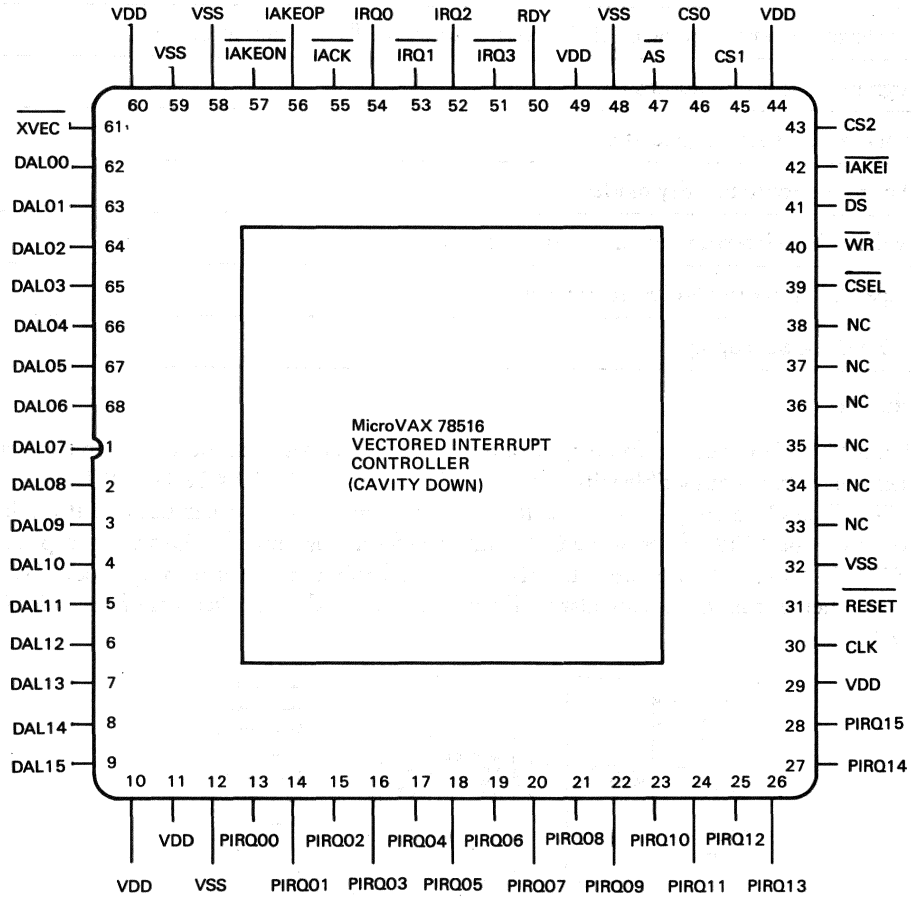 VDD VSS IAKEOP IRQ0 IRQ2 RDY VSS CS0 VDD
VSS IAKEON IACK IRQ1 IRQ3 VDD AS CS1
60 59 58 57 56 55 54 53 52 51 50 49 48 47 46 45 44
XVEC 61 43 CS2
DAL00 62 42 IAKEI
DAL01 63 41 DS
DAL02 64 40 WR
DAL03 65 39 CSEL
DAL04 66 38 NC
DAL05 67 37 NC
DAL06 68 36 NC
MicroVAX 78516
VECTORED INTERRUPT
CONTROLLER
(CAVITY DOWN)
DAL07 1 35 NC
DAL08 2 34 NC
DAL09 3 33 NC
DAL10 4 32 VSS
DAL11 5 31 RESET
DAL12 6 30 CLK
DAL13 7 29 VDD
DAL14 8 28 PIRQ15
DAL15 9 27 PIRQ14
10 11 12 13 14 15 16 17 18 19 20 21 22 23 24 25 26
VDD PIRQ00 PIRQ02 PIRQ04 PIRQ06 PIRQ08 PIRQ10 PIRQ12
VDD VSS PIRQ01 PIRQ03 PIRQ05 PIRQ07 PIRQ09 PIRQ11 PIRQ13